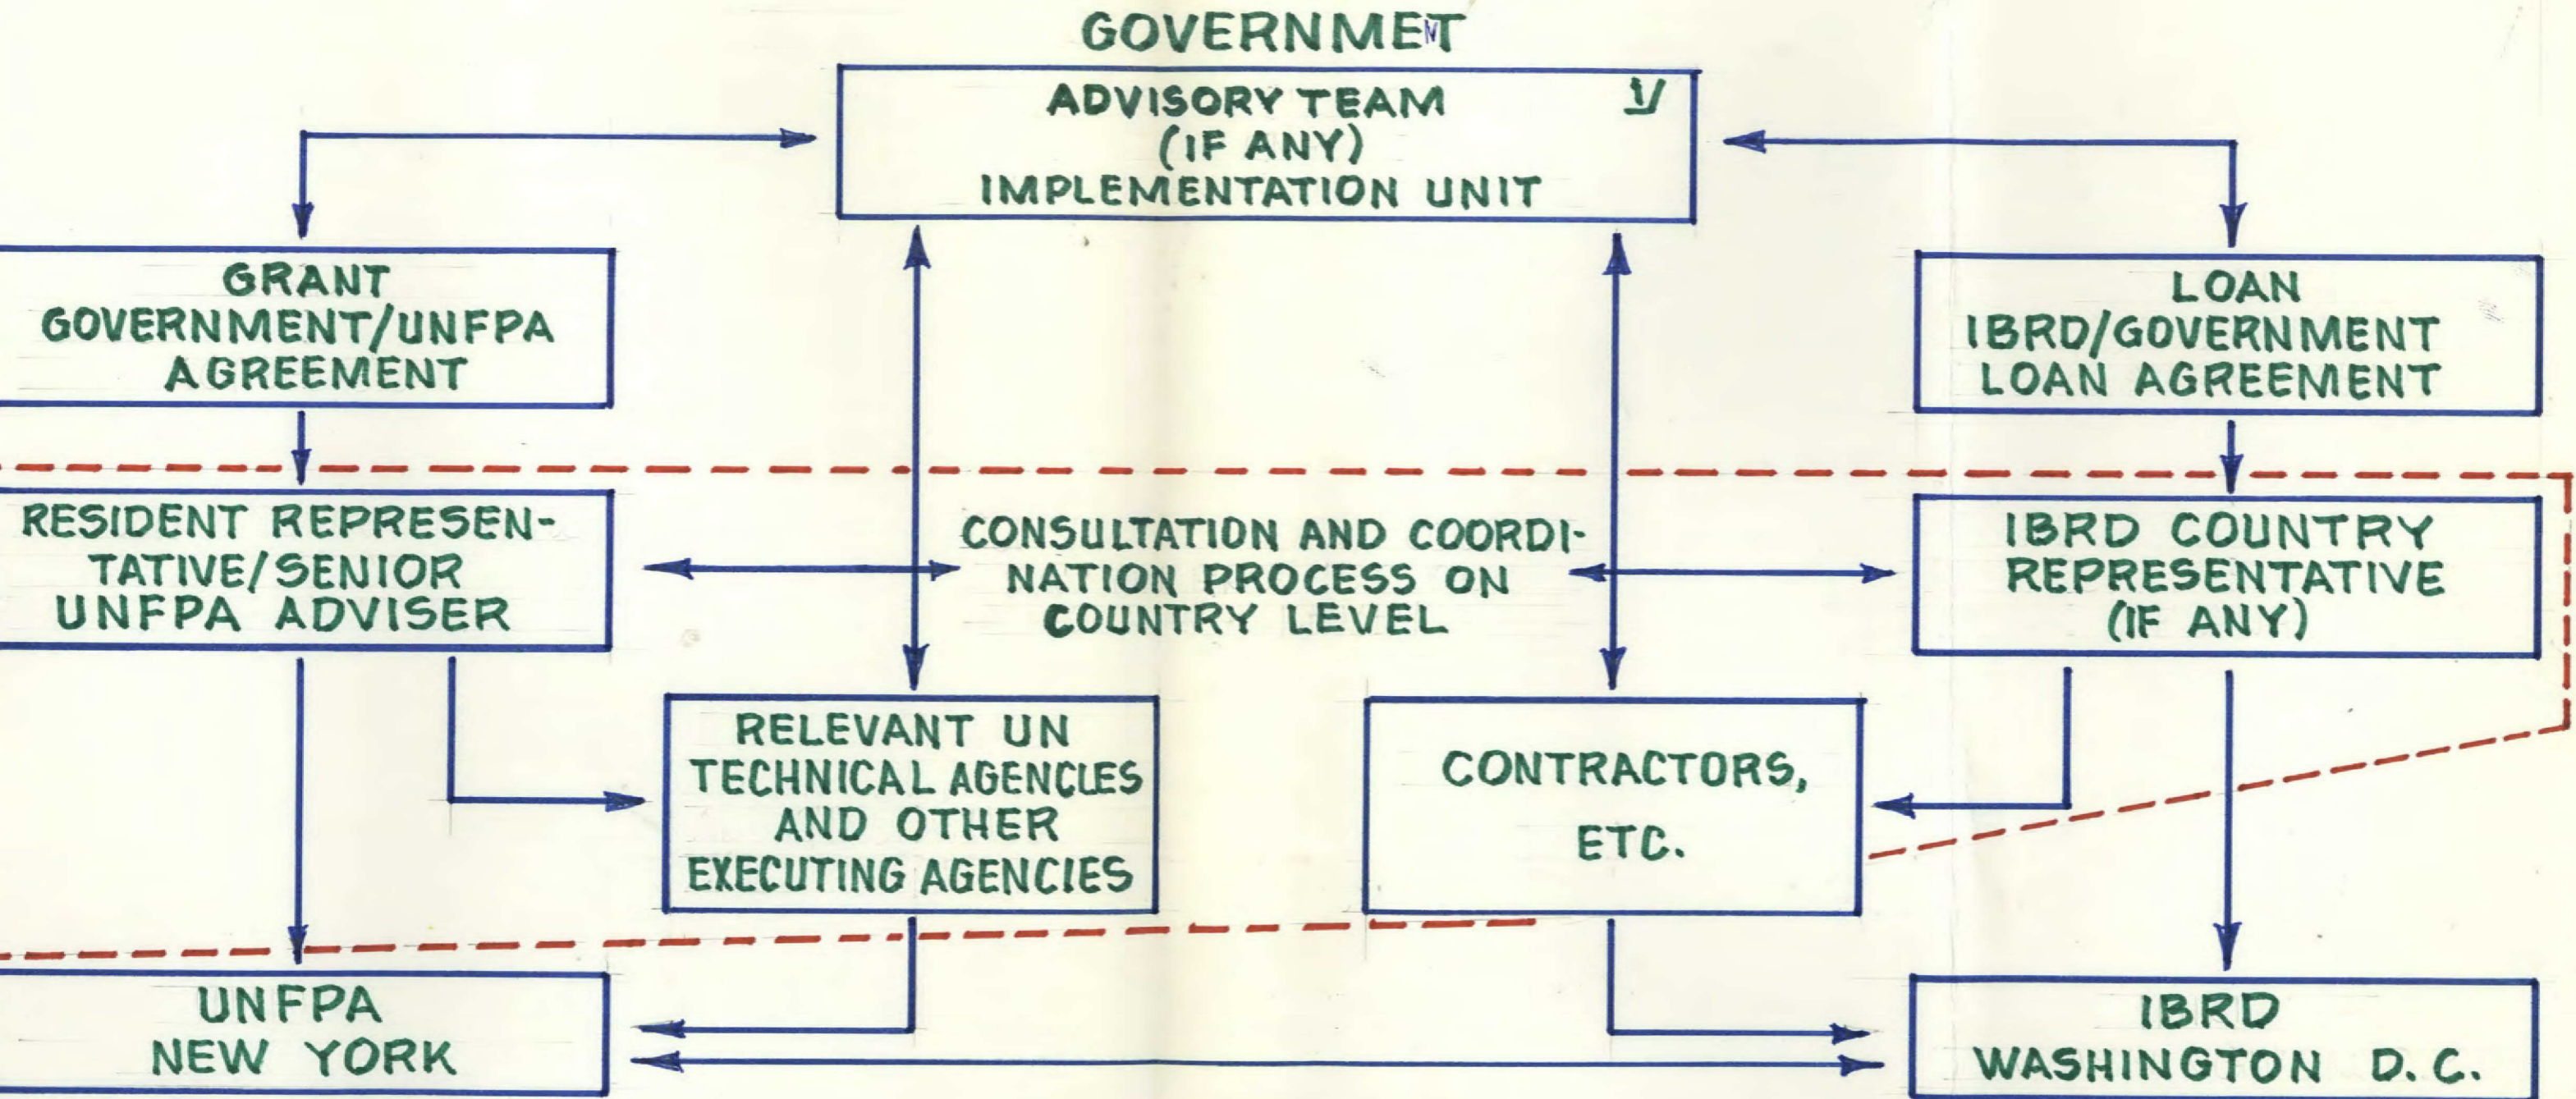 GOVERNMENT
ADVISORY TEAM 1/
(IF ANY)
IMPLEMENTATION UNIT
GRANT
GOVERNMENT/UNFPA
AGREEMENT
LOAN
IBRD/GOVERNMENT
LOAN AGREEMENT
RESIDENT REPRESEN-
TATIVE/SENIOR
UNFPA ADVISER
CONSULTATION AND COORDI-
NATION PROCESS ON
COUNTRY LEVEL
IBRD COUNTRY
REPRESENTATIVE
(IF ANY)
RELEVANT UN
TECHNICAL AGENCIES
AND OTHER
EXECUTING AGENCIES
CONTRACTORS,
ETC.
UNFPA
NEW YORK
IBRD
WASHINGTON D.C.